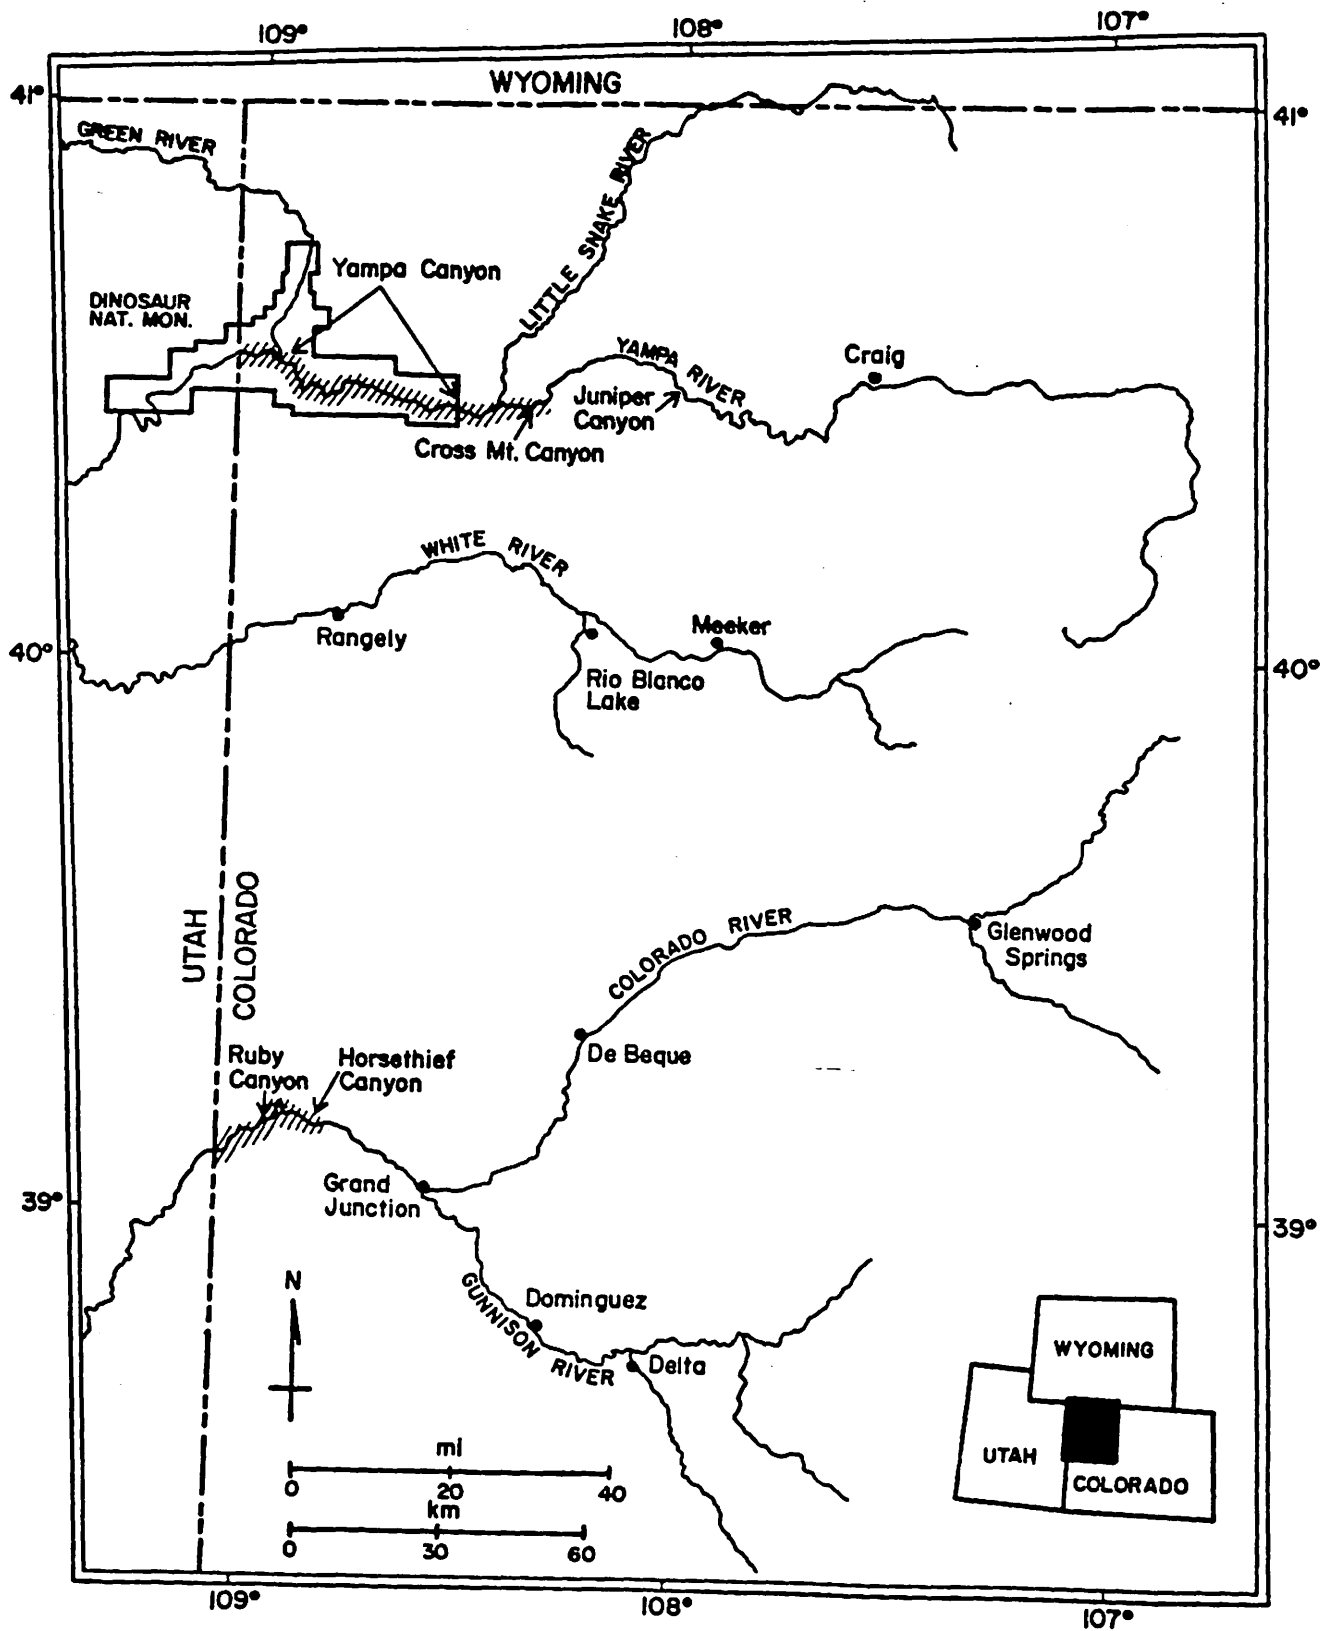 109°
108°
107°
WYOMING
41°
41°
GREEN RIVER
LITTLE SNAKE RIVER
Yampa Canyon
DINOSAUR
NAT. MON.
YAMPA RIVER
Craig
Juniper
Canyon
Cross Mt. Canyon
WHITE RIVER
Rangely
Meeker
40°
40°
Rio Blanco
Lake
UTAH
COLORADO
COLORADO RIVER
Glenwood
Springs
De Beque
Ruby
Canyon
Horsethief
Canyon
Grand
Junction
39°
39°
N
GUNNISON RIVER
Dominguez
Delta
WYOMING
UTAH
COLORADO
mi
0 20 40
km
0 30 60
109°
108°
107°